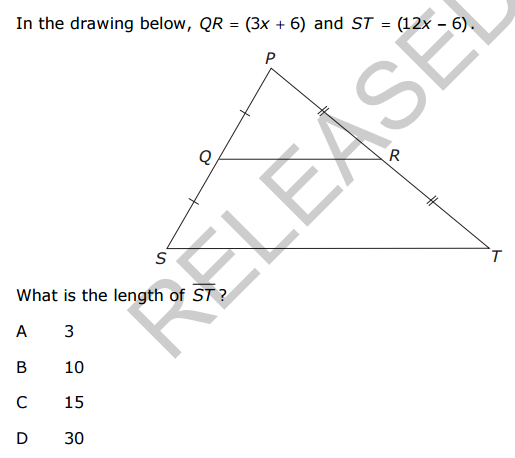 In the drawing below, QR = (3x + 6) and ST = (12x – 6).
P
Q
R
S
T
What is the length of S̅T̅ ?
A 3
B 10
C 15
D 30
RELEASED